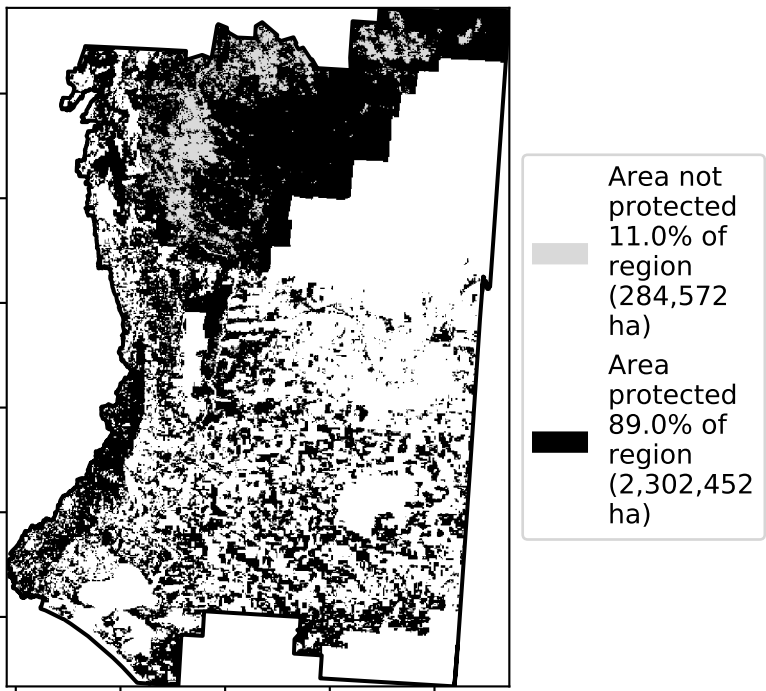 Area not
protected
11.0% of
region
(284,572
ha)
Area
protected
89.0% of
region
(2,302,452
ha)